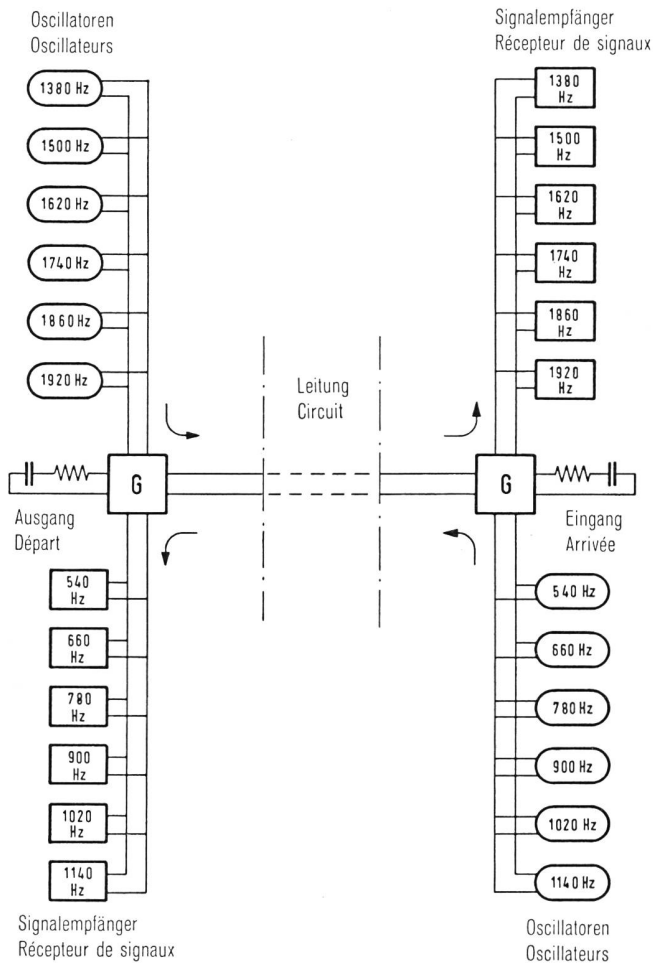 Oscillatoren
Oscillateurs
1380 Hz
1500 Hz
1620 Hz
1740 Hz
1860 Hz
1920 Hz
Signalempfänger
Récepteur de signaux
1380
Hz
1500
Hz
1620
Hz
1740
Hz
1860
Hz
1920
Hz
Leitung
Circuit
G
G
Ausgang
Départ
Eingang
Arrivée
540
Hz
660
Hz
780
Hz
900
Hz
1020
Hz
1140
Hz
Signalempfänger
Récepteur de signaux
540 Hz
660 Hz
780 Hz
900 Hz
1020 Hz
1140 Hz
Oscillatoren
Oscillateurs